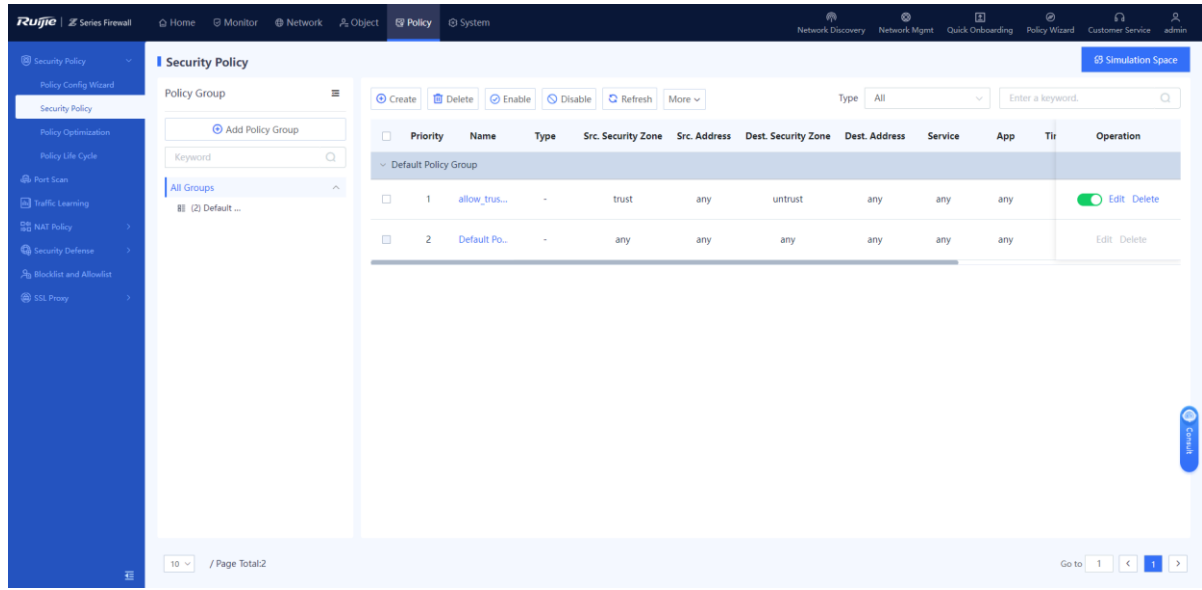 Ruijie | Z Series Firewall Home Monitor Network Object Policy System Network Discovery Network Mgmt Quick Onboarding Policy Wizard Customer Service admin
Security Policy
Policy Config Wizard
Security Policy
Policy Optimization
Policy Life Cycle
Port Scan
Traffic Learning
NAT Policy
Security Defense
Blocklist and Allowlist
SSL Proxy
Security Policy Simulation Space
Policy Group
Add Policy Group
Keyword
All Groups
(2) Default ...
Create Delete Enable Disable Refresh More Type All Enter a keyword.
Priority Name Type Src. Security Zone Src. Address Dest. Security Zone Dest. Address Service App Tir Operation
Default Policy Group
1 allow_trus... - trust any untrust any any any Edit Delete
2 Default Po.. - any any any any any any Edit Delete
Consult
10 / Page Total:2 Go to 1 < 1 >